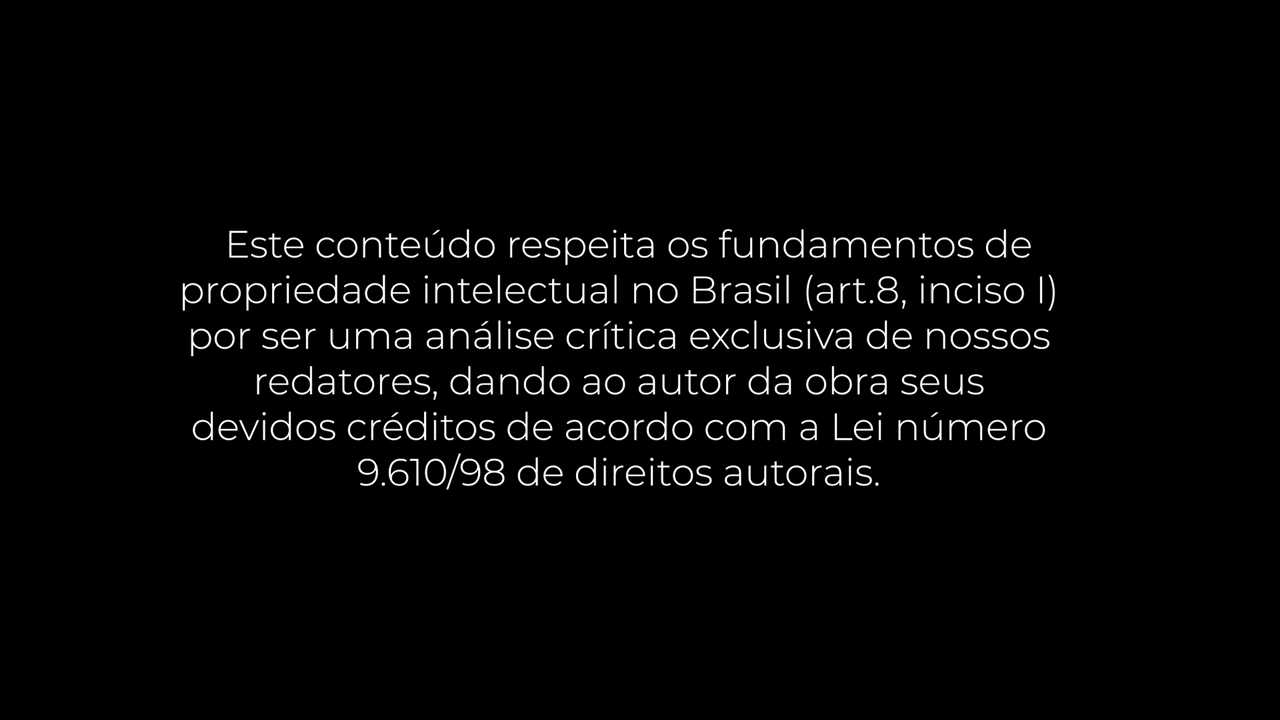 Este conteúdo respeita os fundamentos de
propriedade intelectual no Brasil (art.8, inciso I)
por ser uma análise crítica exclusiva de nossos
redatores, dando ao autor da obra seus
devidos créditos de acordo com a Lei número
9.610/98 de direitos autorais.